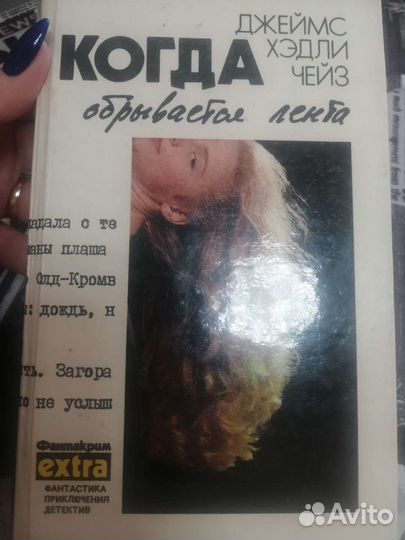 ДЖЕЙМС
ХЭДЛИ
ЧЕЙЗ
КОГДА
обрывается лента
адала с те
аны плаща
Олд-Кромв
: дождь, н
ть. Загора
о не услыш
Фантакрим
extra
ФАНТАСТИКА
ПРИКЛЮЧЕНИЯ
ДЕТЕКТИВ
Avito